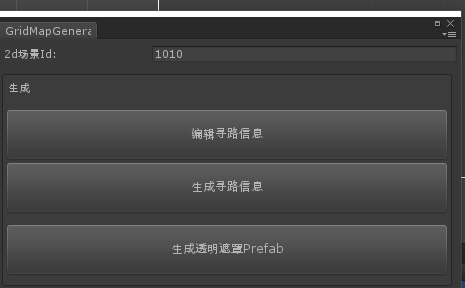 GridMapGenera
2d场景Id: 1010
生成
编辑寻路信息
生成寻路信息
生成透明遮罩Prefab